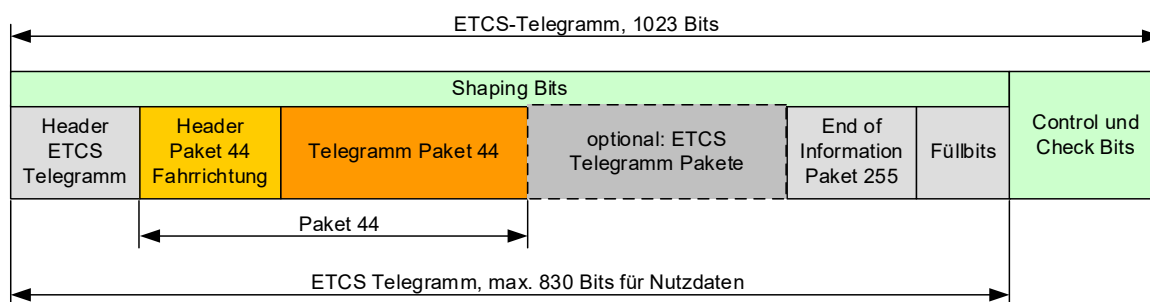 ETCS-Telegramm, 1023 Bits
Shaping Bits
Header
ETCS
Telegramm
Header
Paket 44
Fahrrichtung
Telegramm Paket 44
optional: ETCS
Telegramm Pakete
End of
Information
Paket 255
Füllbits
Control und
Check Bits
Paket 44
ETCS Telegramm, max. 830 Bits für Nutzdaten